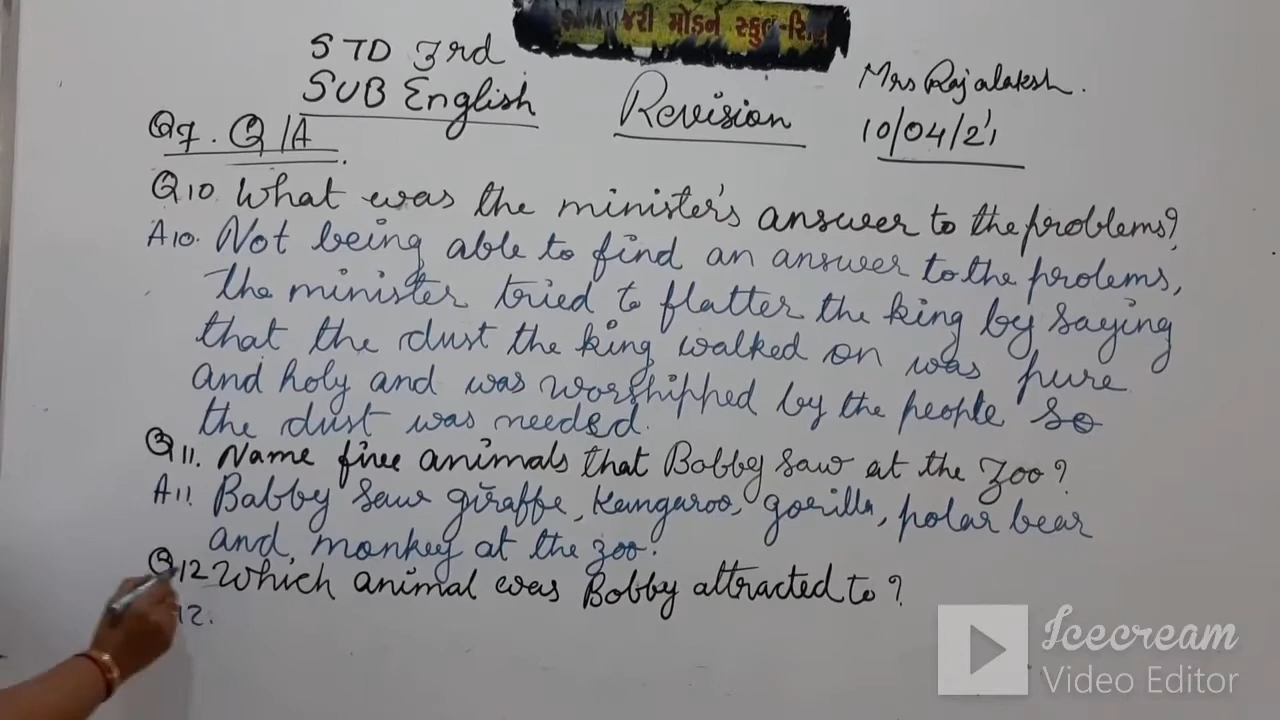 મોડર્ન સ્કુલ
STD 3rd
SUB English
Revision
Mrs Rajalaksh.
10/04/21
Q7. Q/A
Q10. What was the minister's answer to the problems?
A10. Not being able to find an answer to the prolems,
the minister tried to flatter the king by saying
that the dust the king walked on was pure
and holy and was worshipped by the people so
the dust was needed.
Q11. Name five animals that Bobby saw at the zoo?
A11. Babby saw giraffe, Kangaroo, gorilla, polar bear
and monkey at the zoo.
Q12 Which animal was Bobby attracted to?
12.
Icecream
Video Editor